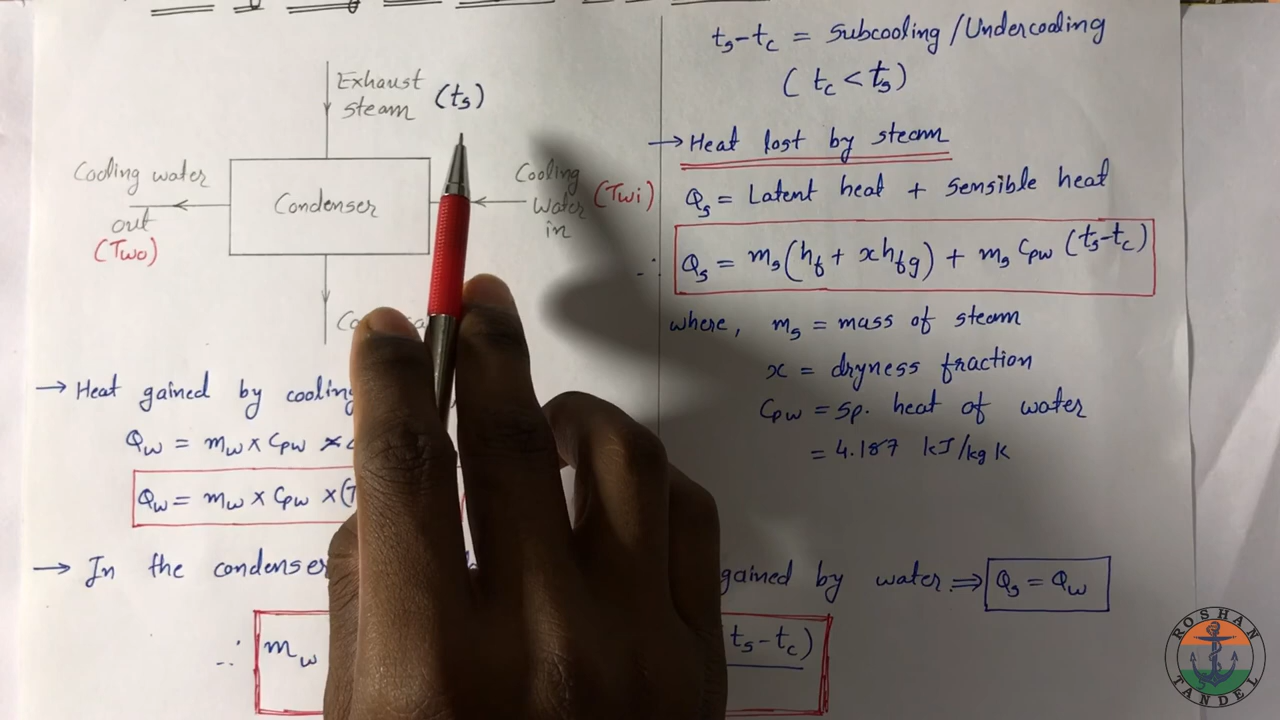 Exhaust
steam (ts)
Cooling water
out
(Two)
Condenser
Cooling
Water
in
(Twi)
→ Heat gained by cooling
Qw = mw x Cpw x
Qw = mw x Cpw x (T
→ In the condenser
gained by water ⇒ Qs = Qw
∴ mw
ts - tc)
ts-tc = Subcooling/Undercooling
(tc < ts)
→ Heat lost by steam
Qs = Latent heat + Sensible heat
∴ Qs = ms(hf + xhfg) + ms Cpw (ts-tc)
where, ms = mass of steam
x = dryness fraction
Cpw = sp. heat of water
= 4.187 kJ/kg K
ROSHAN
TANDEL